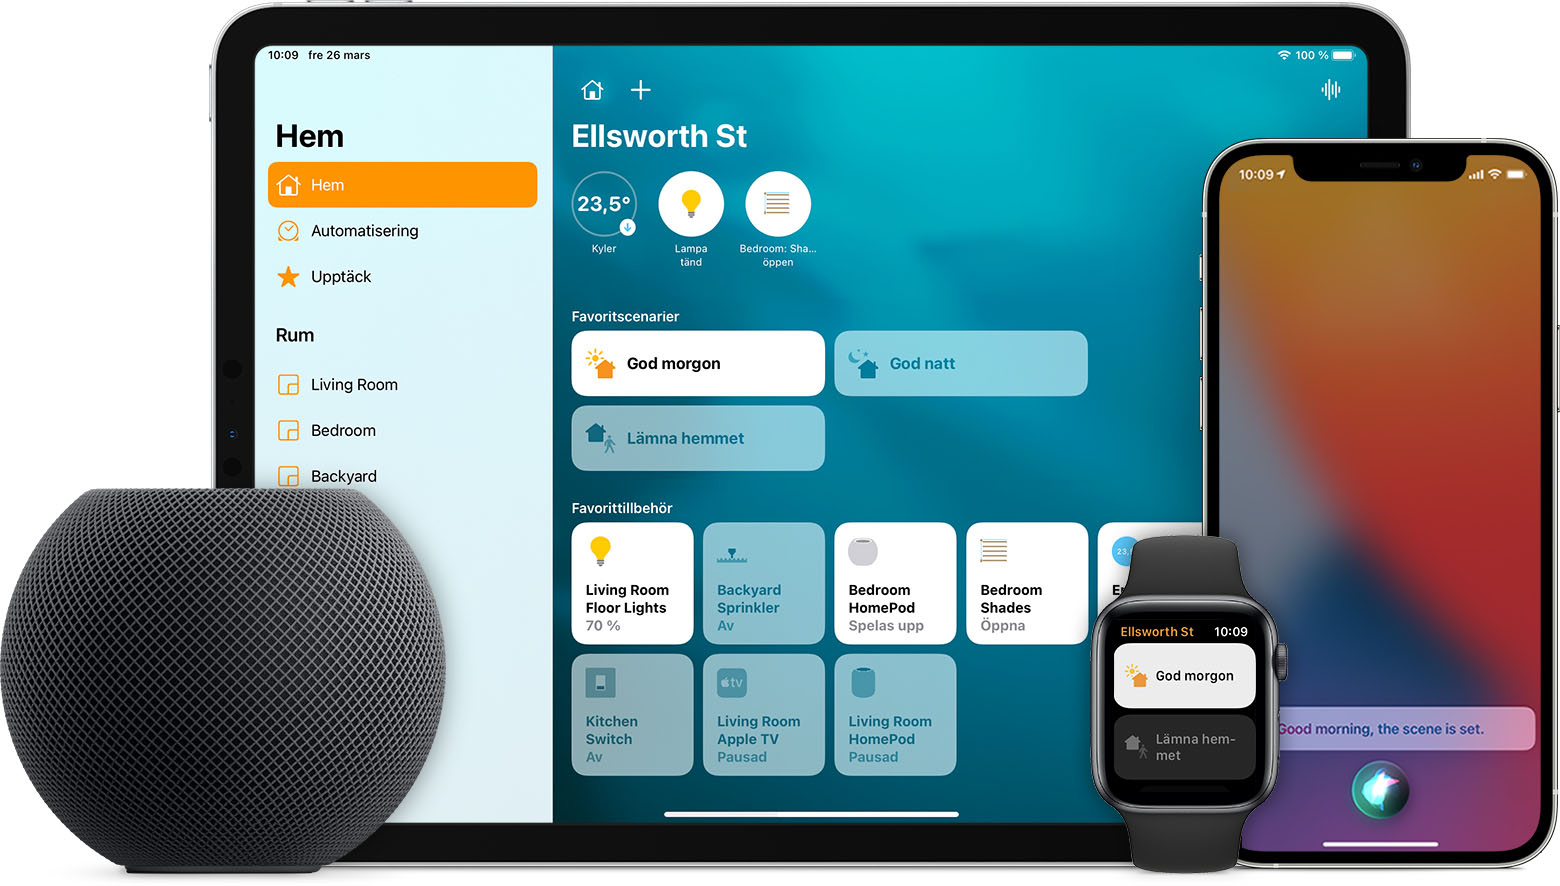 10:09 fre 26 mars
100 %
Hem
Hem
Automatisering
Upptäck
Rum
Living Room
Bedroom
Backyard
Ellsworth St
23,5°
Kyler
Lampa
tänd
Bedroom: Sha...
öppen
Favoritscenarier
God morgon
God natt
Lämna hemmet
Favorittillbehör
Living Room
Floor Lights
70 %
Backyard
Sprinkler
Av
Bedroom
HomePod
Spelas upp
Bedroom
Shades
Öppna
Kitchen
Switch
Av
tv
Living Room
Apple TV
Pausad
Living Room
HomePod
Pausad
Ellsworth St 10:09
God morgon
Lämna hem-
met
10:09
Good morning, the scene is set.